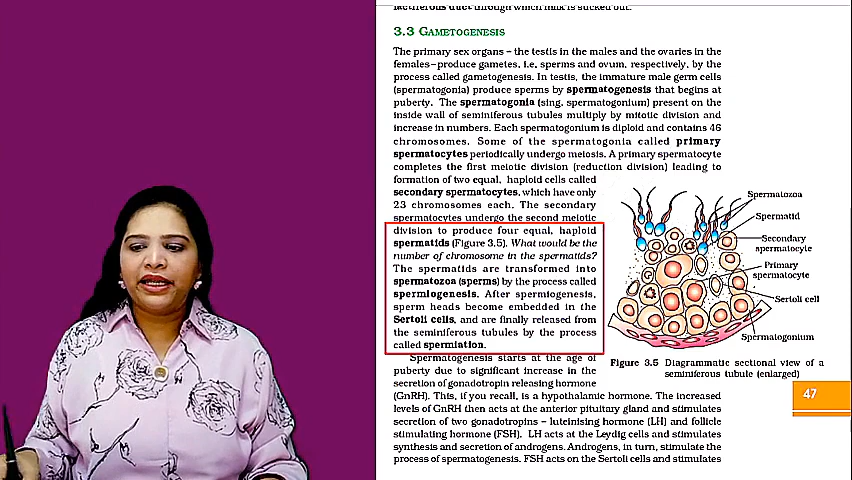 lactiferous duct through which milk is sucked out.
3.3 GAMETOGENESIS
The primary sex organs – the testis in the males and the ovaries in the
females–produce gametes, i.e, sperms and ovum, respectively, by the
process called gametogenesis. In testis, the immature male germ cells
(spermatogonia) produce sperms by spermatogenesis that begins at
puberty. The spermatogonia (sing. spermatogonium) present on the
inside wall of seminiferous tubules multiply by mitotic division and
increase in numbers. Each spermatogonium is diploid and contains 46
chromosomes. Some of the spermatogonia called primary
spermatocytes periodically undergo meiosis. A primary spermatocyte
completes the first meiotic division (reduction division) leading to
formation of two equal, haploid cells called
secondary spermatocytes, which have only
23 chromosomes each. The secondary
spermatocytes undergo the second meiotic
division to produce four equal, haploid
spermatids (Figure 3.5). What would be the
number of chromosome in the spermatids?
The spermatids are transformed into
spermatozoa (sperms) by the process called
spermiogenesis. After spermiogenesis,
sperm heads become embedded in the
Sertoli cells, and are finally released from
the seminiferous tubules by the process
called spermiation.
Spermatozoa
Spermatid
Secondary
spermatocyte
Primary
spermatocyte
Sertoli cell
Spermatogonium
Figure 3.5 Diagrammatic sectional view of a
seminiferous tubule (enlarged)
Spermatogenesis starts at the age of
puberty due to significant increase in the
secretion of gonadotropin releasing hormone
(GnRH). This, if you recall, is a hypothalamic hormone. The increased
levels of GnRH then acts at the anterior pituitary gland and stimulates
secretion of two gonadotropins – luteinising hormone (LH) and follicle
stimulating hormone (FSH). LH acts at the Leydig cells and stimulates
synthesis and secretion of androgens. Androgens, in turn, stimulate the
process of spermatogenesis. FSH acts on the Sertoli cells and stimulates
47